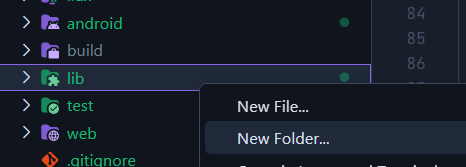 android
84
build
85
lib
86
New File...
test
New Folder...
web
.gitignore